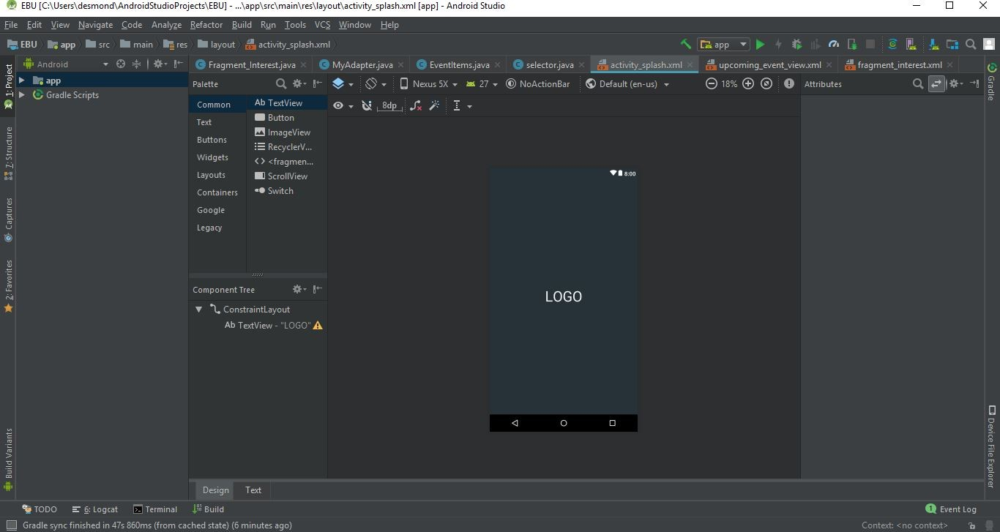 EBU [C:\Users\desmond\AndroidStudioProjects\EBU] - ...\app\src\main\res\layout\activity_splash.xml [app] - Android Studio
File Edit View Navigate Code Analyze Refactor Build Run Tools VCS Window Help
EBU app src main res layout activity_splash.xml app
Android Fragment_Interest.java MyAdapter.java EventItems.java selector.java activity_splash.xml upcoming_event_view.xml fragment_interest.xml
1: Project
7: Structure
Captures
2: Favorites
Build Variants
app
Gradle Scripts
Palette
Common
Text
Buttons
Widgets
Layouts
Containers
Google
Legacy
Ab TextView
Button
ImageView
RecyclerV...
<fragmen...
ScrollView
Switch
Component Tree
ConstraintLayout
Ab TextView - "LOGO"
Nexus 5X 27 NoActionBar Default (en-us) 18%
8dp
8:00
LOGO
Attributes
Gradle
Device File Explorer
Design Text
TODO 6: Logcat Terminal Build 1 Event Log
Gradle sync finished in 47s 860ms (from cached state) (6 minutes ago) Context: <no context>